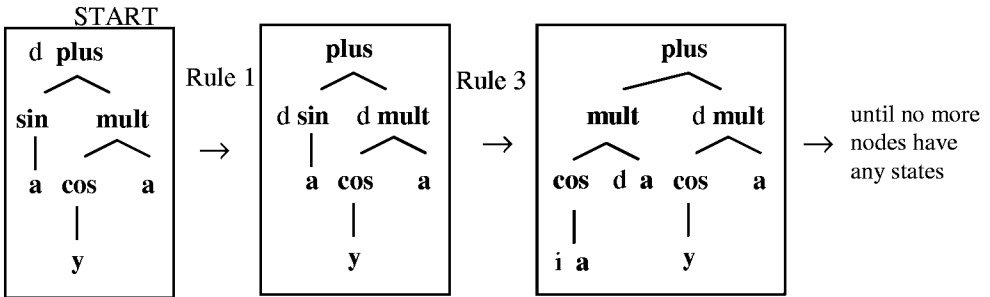 START
d plus
sin mult
a cos a
y
Rule 1
→
plus
d sin d mult
a cos a
y
Rule 3
→
plus
mult d mult
cos d a cos a
i a y
→
until no more
nodes have
any states